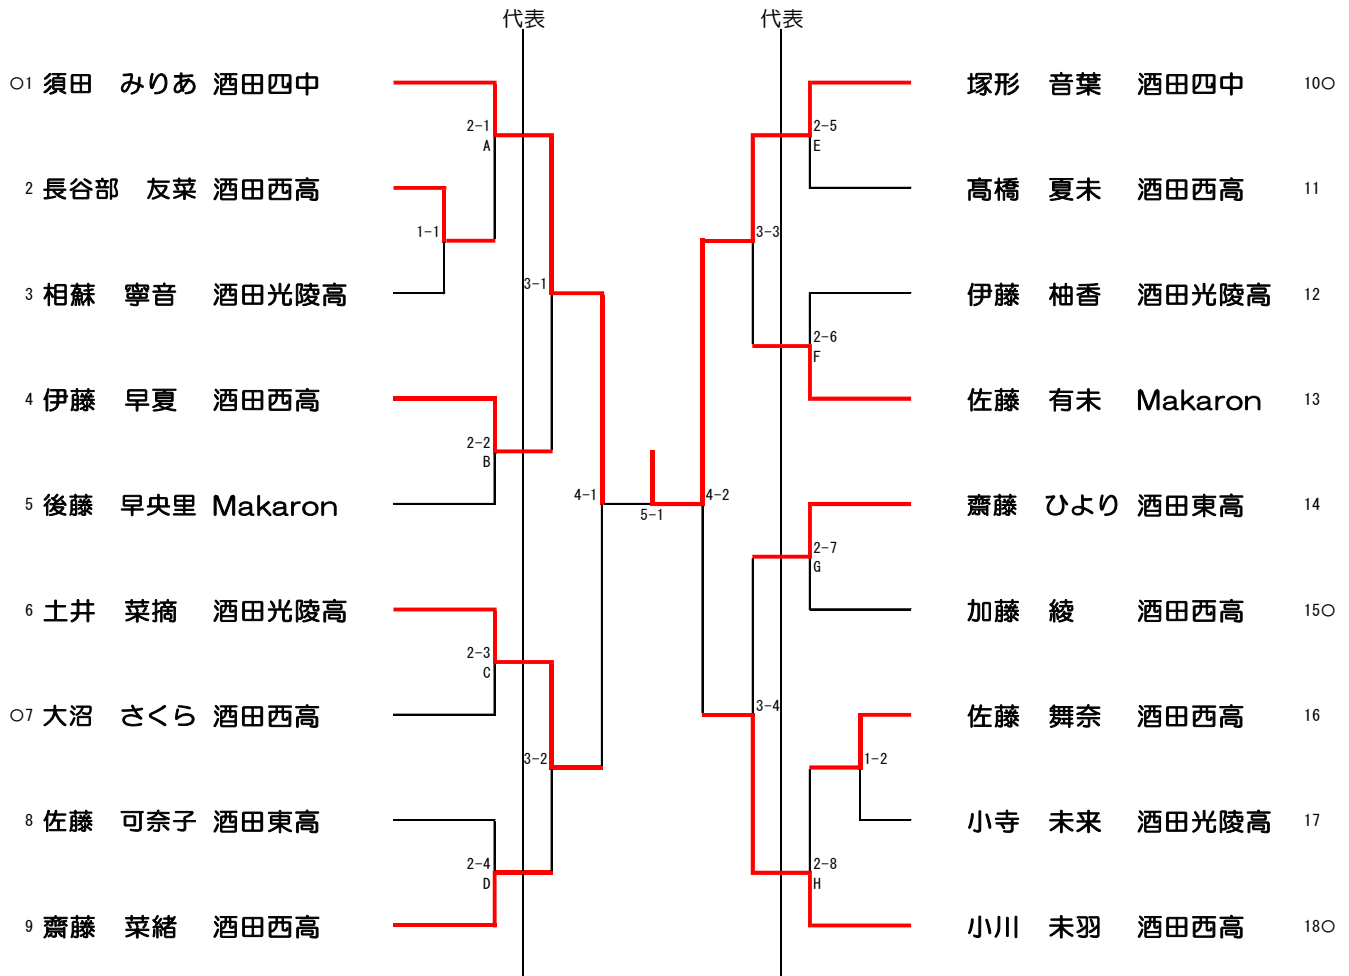 代表 代表
○1 須田 みりあ 酒田四中 塚形 音葉 酒田四中 10○
2-1 2-5
A E
2 長谷部 友菜 酒田西高 髙橋 夏未 酒田西高 11
1-1 3-3
3 相蘇 寧音 酒田光陵高 伊藤 柚香 酒田光陵高 12
3-1 2-6
F
4 伊藤 早夏 酒田西高 佐藤 有未 Makaron 13
2-2
B
5 後藤 早央里 Makaron 4-1 4-2 齋藤 ひより 酒田東高 14
5-1
2-7
G
6 土井 菜摘 酒田光陵高 加藤 綾 酒田西高 15○
2-3
C
○7 大沼 さくら 酒田西高 3-4 佐藤 舞奈 酒田西高 16
3-2 1-2
8 佐藤 可奈子 酒田東高 小寺 未来 酒田光陵高 17
2-4 2-8
D H
9 齋藤 菜緒 酒田西高 小川 未羽 酒田西高 18○